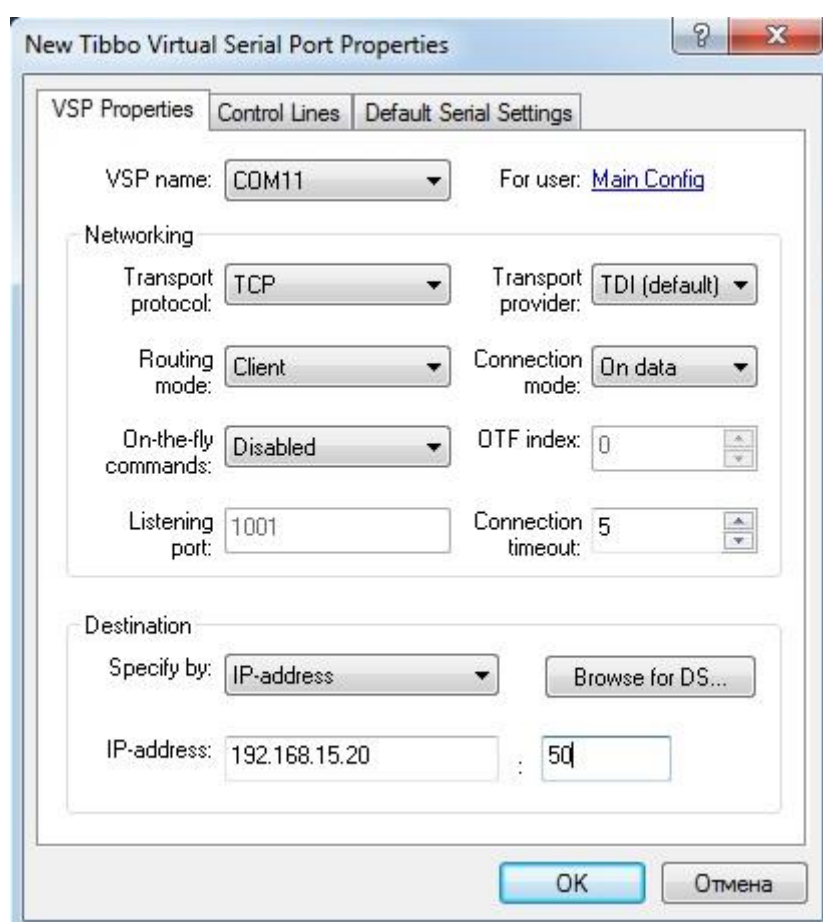 New Tibbo Virtual Serial Port Properties
VSP Properties Control Lines Default Serial Settings
VSP name: COM11 For user: Main Config
Networking
Transport protocol: TCP Transport provider: TDI (default)
Routing mode: Client Connection mode: On data
On-the-fly commands: Disabled OTF index: 0
Listening port: 1001 Connection timeout: 5
Destination
Specify by: IP-address Browse for DS...
IP-address: 192.168.15.20 : 50
OK Отмена